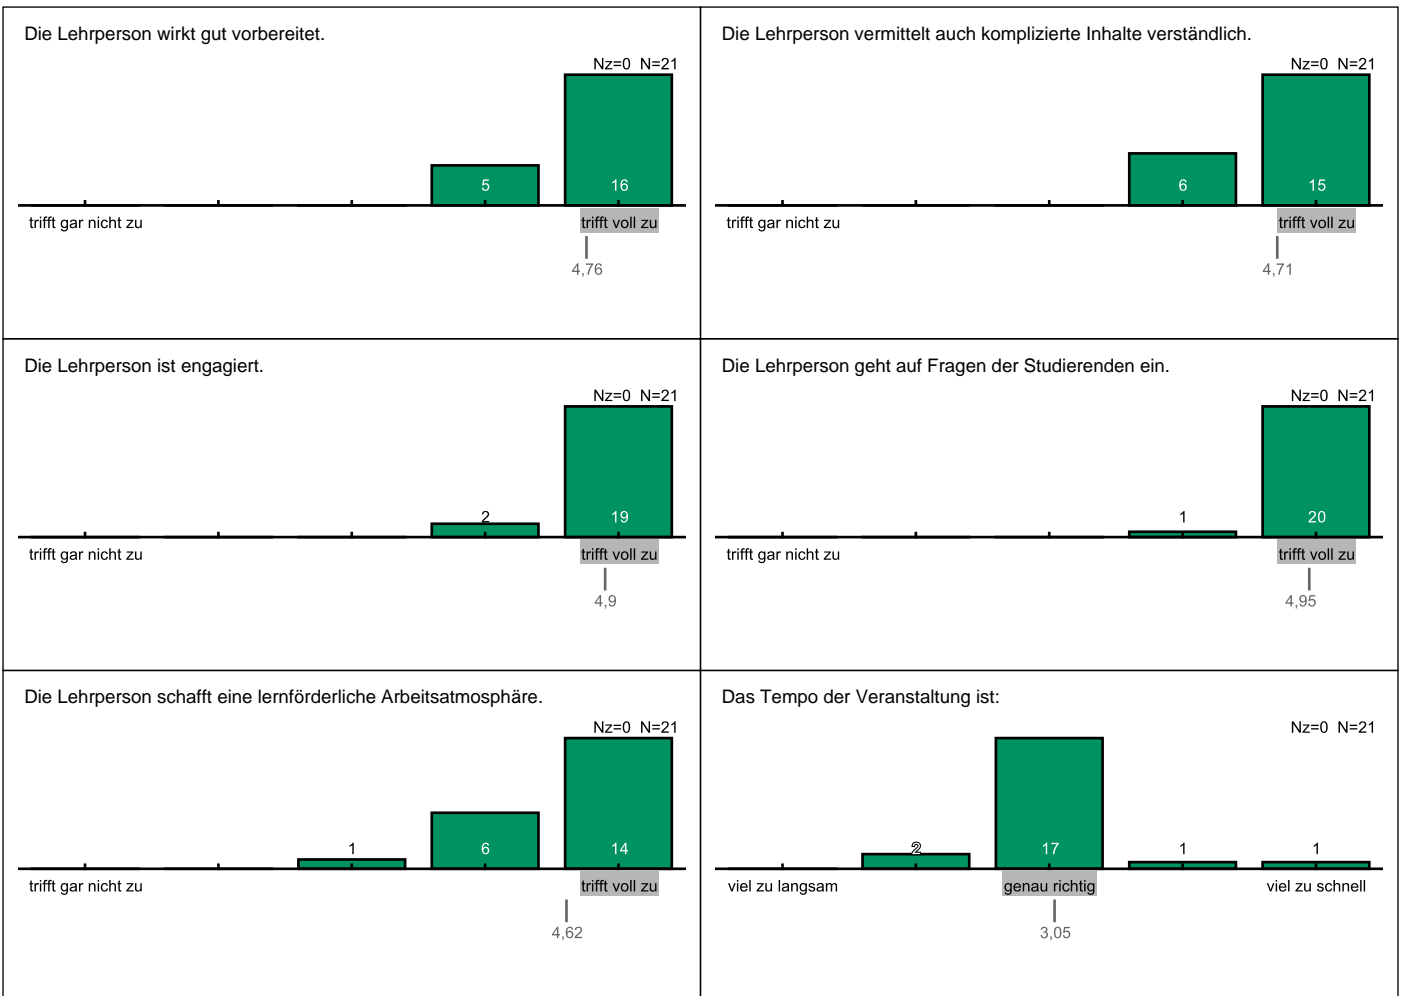 Die Lehrperson wirkt gut vorbereitet.
Nz=0 N=21
5
16
trifft gar nicht zu
trifft voll zu
4,76
Die Lehrperson vermittelt auch komplizierte Inhalte verständlich.
Nz=0 N=21
6
15
trifft gar nicht zu
trifft voll zu
4,71
Die Lehrperson ist engagiert.
Nz=0 N=21
2
19
trifft gar nicht zu
trifft voll zu
4,9
Die Lehrperson geht auf Fragen der Studierenden ein.
Nz=0 N=21
1
20
trifft gar nicht zu
trifft voll zu
4,95
Die Lehrperson schafft eine lernförderliche Arbeitsatmosphäre.
Nz=0 N=21
1
6
14
trifft gar nicht zu
trifft voll zu
4,62
Das Tempo der Veranstaltung ist:
Nz=0 N=21
2
17
1
1
viel zu langsam
genau richtig
viel zu schnell
3,05